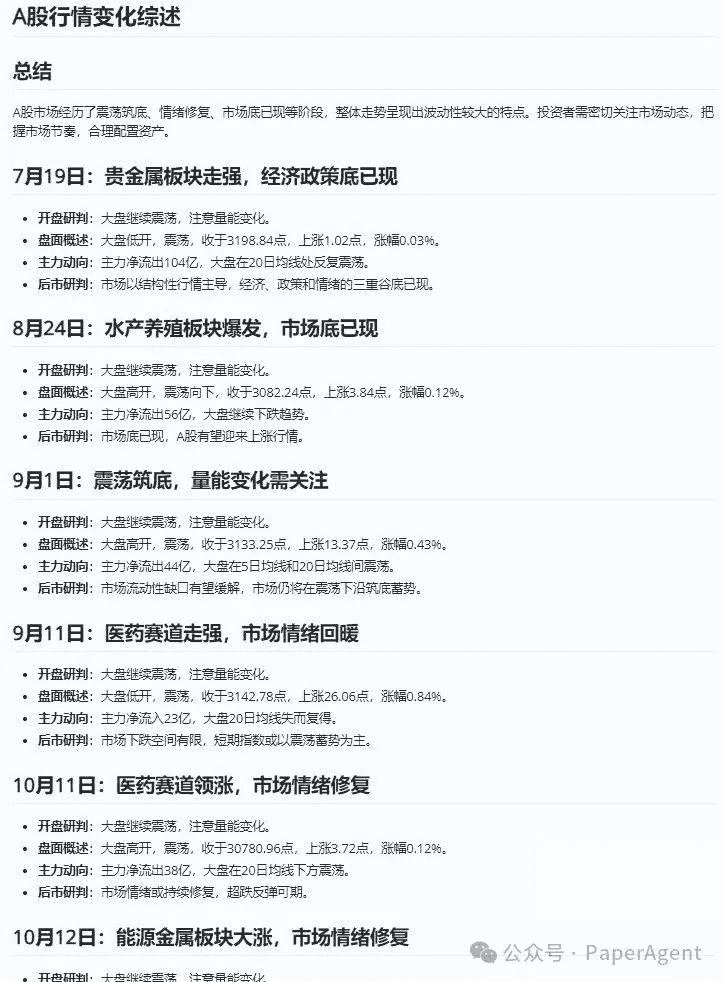 A股行情变化综述
总结
A股市场经历了震荡筑底、情绪修复、市场底已现等阶段，整体走势呈现出波动性较大的特点。投资者需密切关注市场动态，把
握市场节奏，合理配置资产。
7月19日：贵金属板块走强，经济政策底已现
• 开盘研判：大盘继续震荡，注意量能变化。
• 盘面概述：大盘低开，震荡，收于3198.84点，上涨1.02点，涨幅0.03%。
• 主力动向：主力净流出104亿，大盘在20日均线处反复震荡。
• 后市研判：市场以结构性行情主导，经济、政策和情绪的三重谷底已现。
8月24日：水产养殖板块爆发，市场底已现
• 开盘研判：大盘继续震荡，注意量能变化。
• 盘面概述：大盘高开，震荡向下，收于3082.24点，上涨3.84点，涨幅0.12%。
• 主力动向：主力净流出56亿，大盘继续下跌趋势。
• 后市研判：市场底已现，A股有望迎来上涨行情。
9月1日：震荡筑底，量能变化需关注
• 开盘研判：大盘继续震荡，注意量能变化。
• 盘面概述：大盘高开，震荡，收于3133.25点，上涨13.37点，涨幅0.43%。
• 主力动向：主力净流出44亿，大盘在5日均线和20日均线间震荡。
• 后市研判：市场流动性缺口有望缓解，市场仍将在震荡下沿筑底蓄势。
9月11日：医药赛道走强，市场情绪回暖
• 开盘研判：大盘继续震荡，注意量能变化。
• 盘面概述：大盘低开，震荡，收于3142.78点，上涨26.06点，涨幅0.84%。
• 主力动向：主力净流入23亿，大盘20日均线失而复得。
• 后市研判：市场下跌空间有限，短期指数或以震荡蓄势为主。
10月11日：医药赛道领涨，市场情绪修复
• 开盘研判：大盘继续震荡，注意量能变化。
• 盘面概述：大盘高开，震荡，收于30780.96点，上涨3.72点，涨幅0.12%。
• 主力动向：主力净流出38亿，大盘在20日均线下方震荡。
• 后市研判：市场情绪或持续修复，超跌反弹可期。
10月12日：能源金属板块大涨，市场情绪修复
公众号 · PaperAgent
• 开盘研判：大盘继续震荡，注意量能变化。